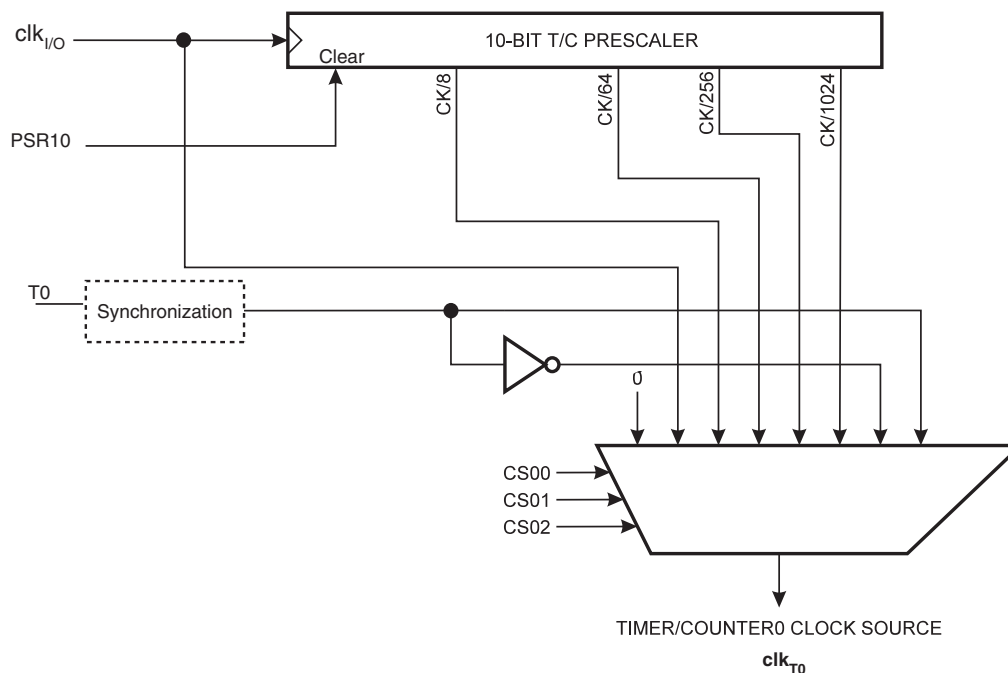 clkI/O
10-BIT T/C PRESCALER
Clear
CK/8
CK/64
CK/256
CK/1024
PSR10
T0
Synchronization
0
CS00
CS01
CS02
TIMER/COUNTER0 CLOCK SOURCE
clkT0